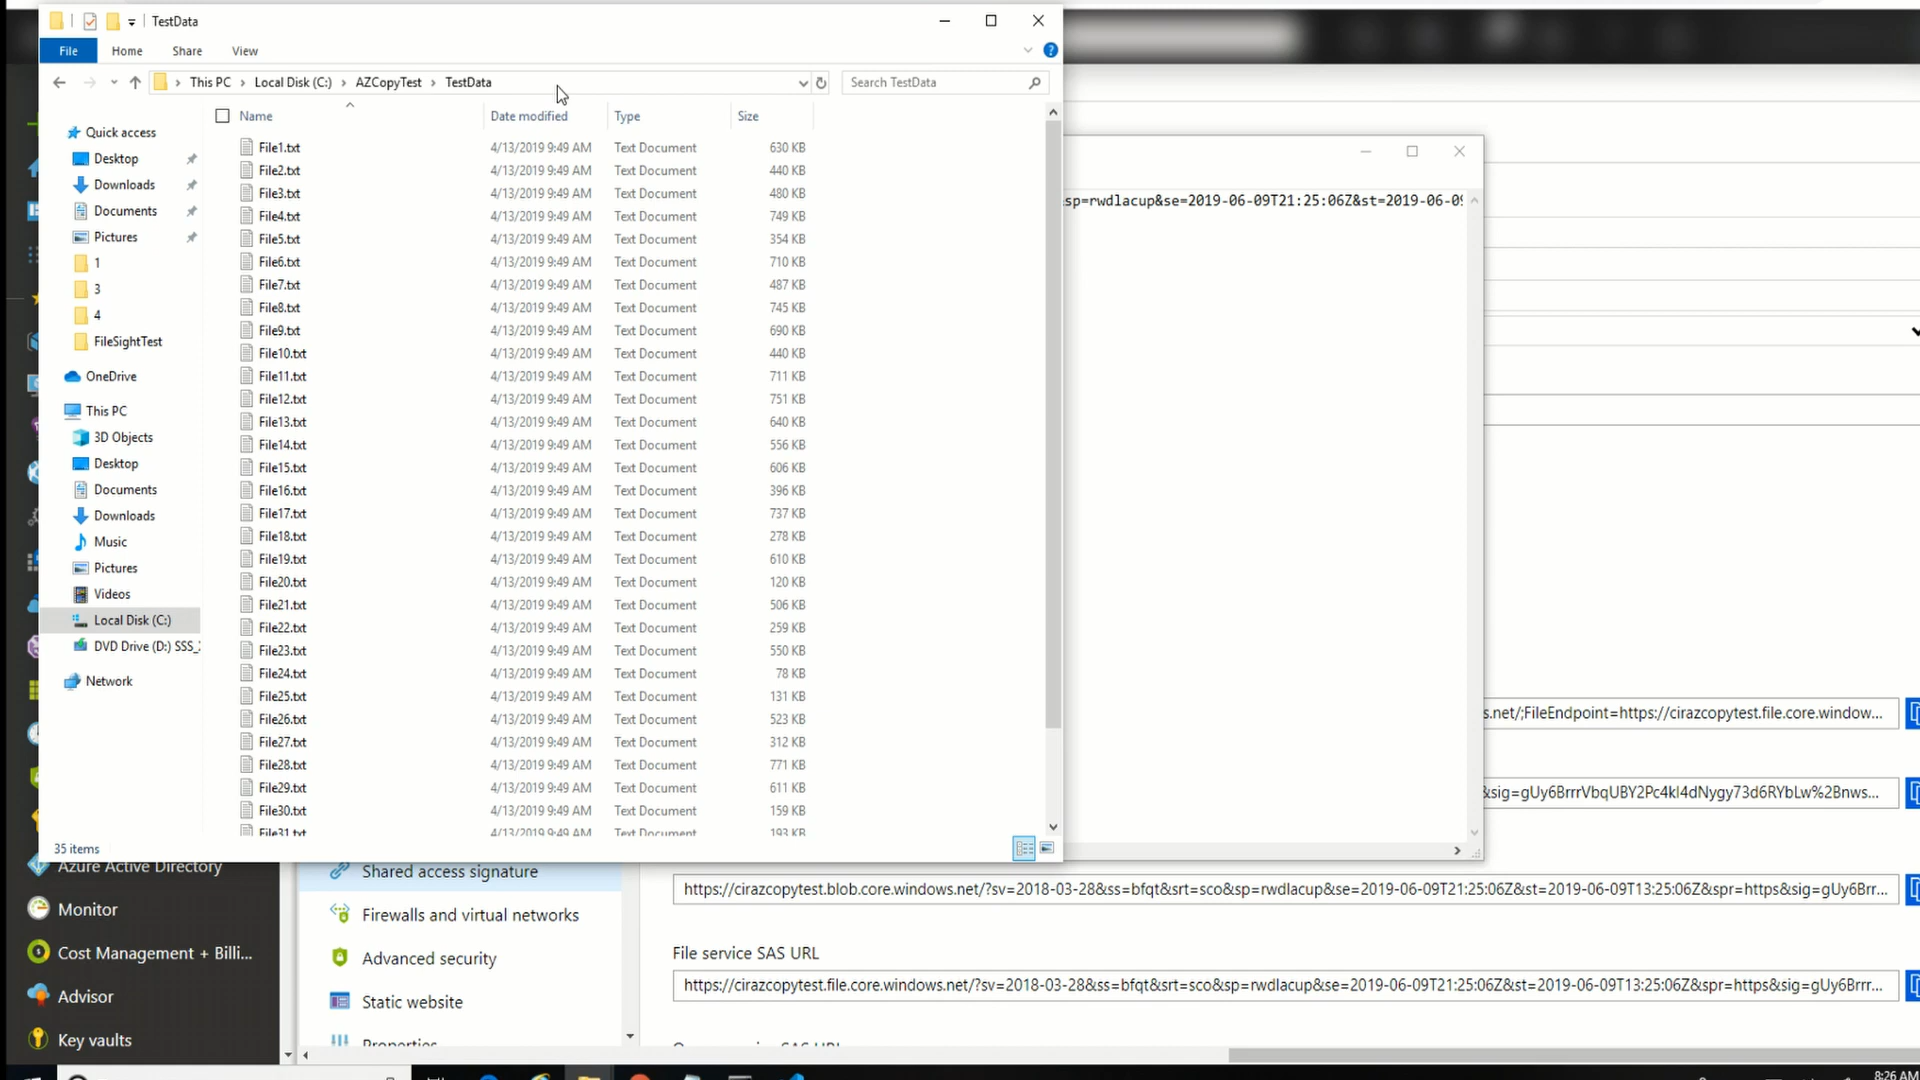 TestData
File Home Share View
This PC Local Disk (C:) AZCopyTest TestData
Search TestData
Name Date modified Type Size
Quick access
Desktop
Downloads
Documents
Pictures
1
3
4
FileSightTest
OneDrive
This PC
3D Objects
Desktop
Documents
Downloads
Music
Pictures
Videos
Local Disk (C:)
DVD Drive (D:) SSS_
Network
File1.txt 4/13/2019 9:49 AM Text Document 630 KB
File2.txt 4/13/2019 9:49 AM Text Document 440 KB
File3.txt 4/13/2019 9:49 AM Text Document 480 KB
File4.txt 4/13/2019 9:49 AM Text Document 749 KB
File5.txt 4/13/2019 9:49 AM Text Document 354 KB
File6.txt 4/13/2019 9:49 AM Text Document 710 KB
File7.txt 4/13/2019 9:49 AM Text Document 487 KB
File8.txt 4/13/2019 9:49 AM Text Document 745 KB
File9.txt 4/13/2019 9:49 AM Text Document 690 KB
File10.txt 4/13/2019 9:49 AM Text Document 440 KB
File11.txt 4/13/2019 9:49 AM Text Document 711 KB
File12.txt 4/13/2019 9:49 AM Text Document 751 KB
File13.txt 4/13/2019 9:49 AM Text Document 640 KB
File14.txt 4/13/2019 9:49 AM Text Document 556 KB
File15.txt 4/13/2019 9:49 AM Text Document 606 KB
File16.txt 4/13/2019 9:49 AM Text Document 396 KB
File17.txt 4/13/2019 9:49 AM Text Document 737 KB
File18.txt 4/13/2019 9:49 AM Text Document 278 KB
File19.txt 4/13/2019 9:49 AM Text Document 610 KB
File20.txt 4/13/2019 9:49 AM Text Document 120 KB
File21.txt 4/13/2019 9:49 AM Text Document 506 KB
File22.txt 4/13/2019 9:49 AM Text Document 259 KB
File23.txt 4/13/2019 9:49 AM Text Document 550 KB
File24.txt 4/13/2019 9:49 AM Text Document 78 KB
File25.txt 4/13/2019 9:49 AM Text Document 131 KB
File26.txt 4/13/2019 9:49 AM Text Document 523 KB
File27.txt 4/13/2019 9:49 AM Text Document 312 KB
File28.txt 4/13/2019 9:49 AM Text Document 771 KB
File29.txt 4/13/2019 9:49 AM Text Document 611 KB
File30.txt 4/13/2019 9:49 AM Text Document 159 KB
File31.txt 4/13/2019 9:49 AM Text Document 193 KB
35 items
sp=rwdlacup&se=2019-06-09T21:25:06Z&st=2019-06-09
s.net/;FileEndpoint=https://cirazcopytest.file.core.window...
&sig=gUy6BrrrVbqUBY2Pc4kI4dNygy73d6RYbLw%2Bnws...
Azure Active Directory
Monitor
Cost Management + Billi...
Advisor
Key vaults
Shared access signature
Firewalls and virtual networks
Advanced security
Static website
Properties
https://cirazcopytest.blob.core.windows.net/?sv=2018-03-28&ss=bfqt&srt=sco&sp=rwdlacup&se=2019-06-09T21:25:06Z&st=2019-06-09T13:25:06Z&spr=https&sig=gUy6Brr...
File service SAS URL
https://cirazcopytest.file.core.windows.net/?sv=2018-03-28&ss=bfqt&srt=sco&sp=rwdlacup&se=2019-06-09T21:25:06Z&st=2019-06-09T13:25:06Z&spr=https&sig=gUy6Brrr...
8:26 AM